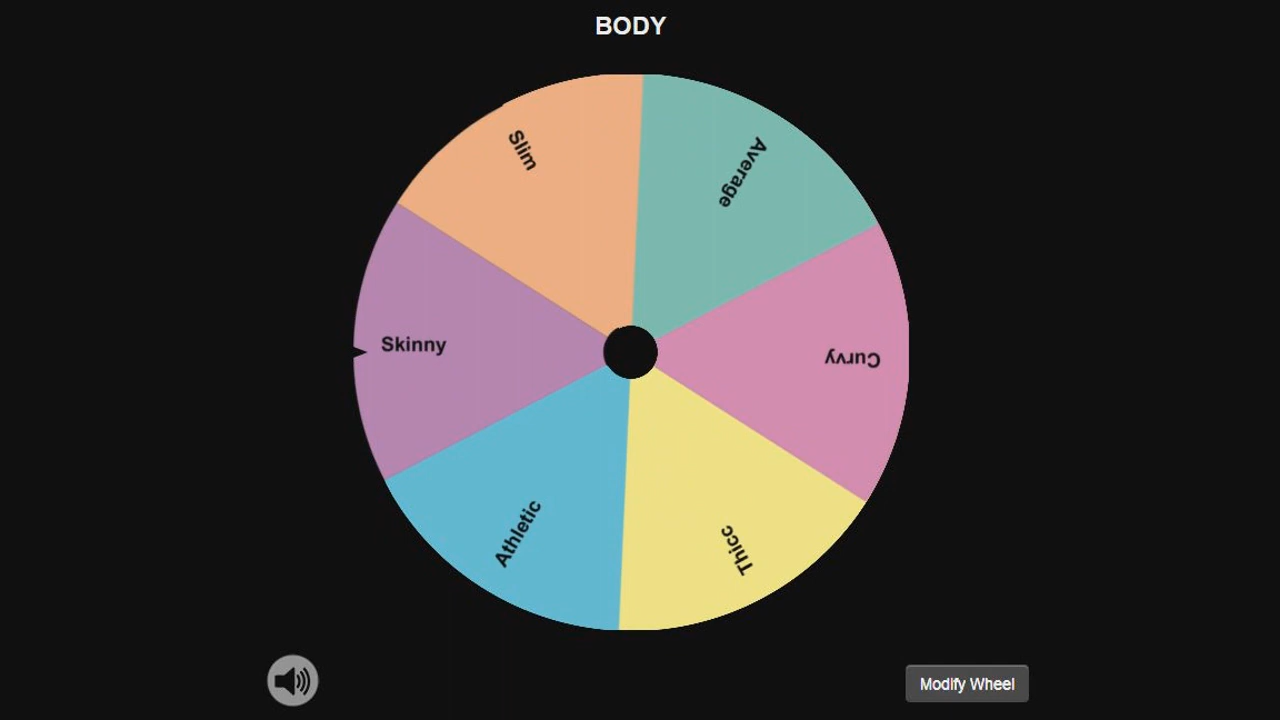 BODY
Slim
Average
Skinny
Curvy
Athletic
Thicc
Modify Wheel